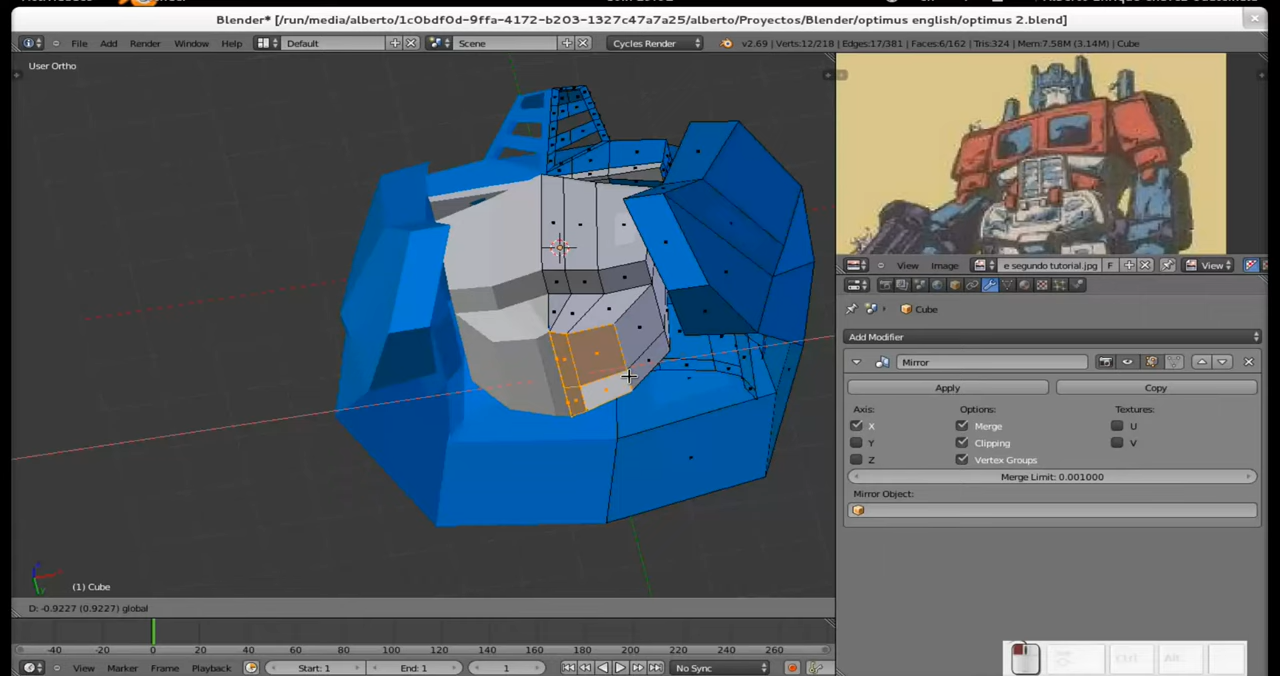 Blender* [/run/media/alberto/1c0bdf0d-9ffa-4172-b203-1327c47a7a25/alberto/Proyectos/Blender/optimus english/optimus 2.blend]
File Add Render Window Help Default Scene Cycles Render v2.69 | Verts:12/218 | Edges:17/381 | Faces:6/162 | Tris:324 | Mem:7.58M (3.14M) | Cube
User Ortho
View Image e segundo tutorial.jpg F View
Cube
Add Modifier
Mirror
Apply Copy
Axis: Options: Textures:
X Merge U
Y Clipping V
Z Vertex Groups
Merge Limit: 0.001000
Mirror Object:
(1) Cube
D: -0.9227 (0.9227) global
-40 -20 0 20 40 60 80 100 120 140 160 180 200 220 240 260
View Marker Frame Playback Start: 1 End: 1 1 No Sync
Ctrl Alt